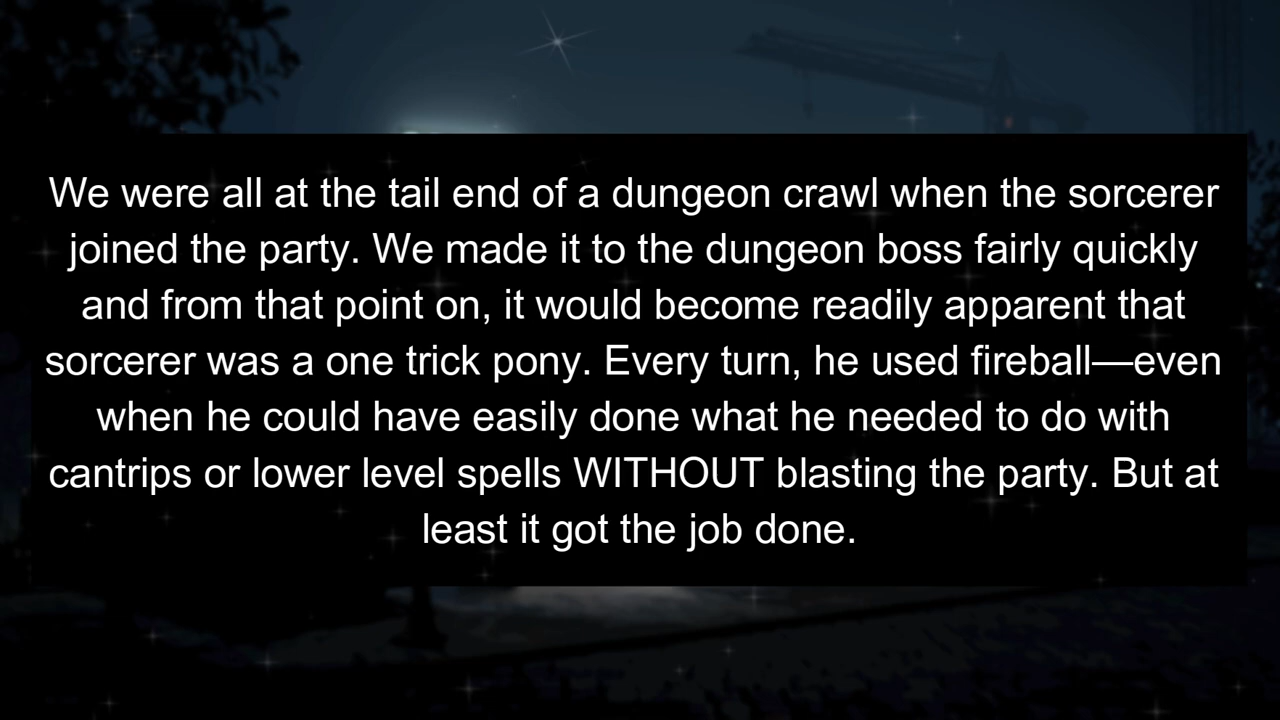 We were all at the tail end of a dungeon crawl when the sorcerer
joined the party. We made it to the dungeon boss fairly quickly
and from that point on, it would become readily apparent that
sorcerer was a one trick pony. Every turn, he used fireball—even
when he could have easily done what he needed to do with
cantrips or lower level spells WITHOUT blasting the party. But at
least it got the job done.